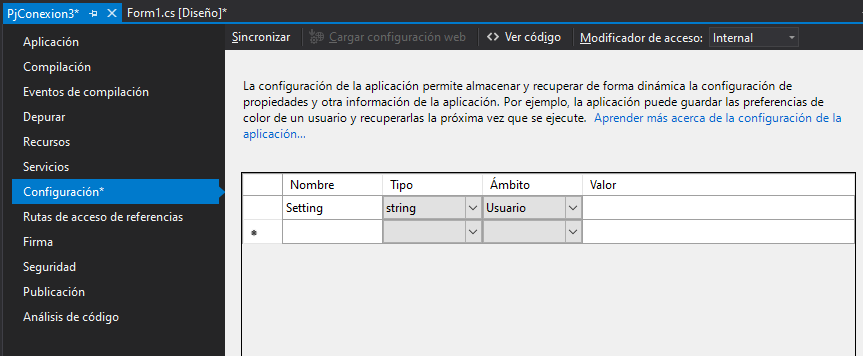 PjConexion3*
Form1.cs [Diseño]*
Aplicación
Compilación
Eventos de compilación
Depurar
Recursos
Servicios
Configuración*
Rutas de acceso de referencias
Firma
Seguridad
Publicación
Análisis de código
Sincronizar Cargar configuración web Ver código Modificador de acceso: Internal
La configuración de la aplicación permite almacenar y recuperar de forma dinámica la configuración de
propiedades y otra información de la aplicación. Por ejemplo, la aplicación puede guardar las preferencias de
color de un usuario y recuperarlas la próxima vez que se ejecute. Aprender más acerca de la configuración de la
aplicación...
Nombre Tipo Ámbito Valor
Setting string Usuario
*